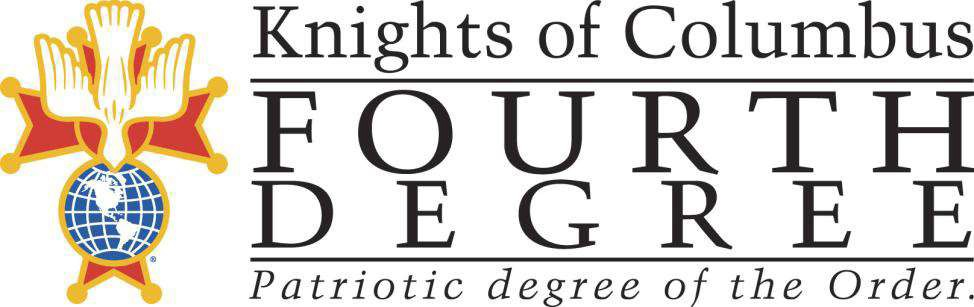 Knights of Columbus
FOURTH
DEGREE
Patriotic degree of the Order.
®